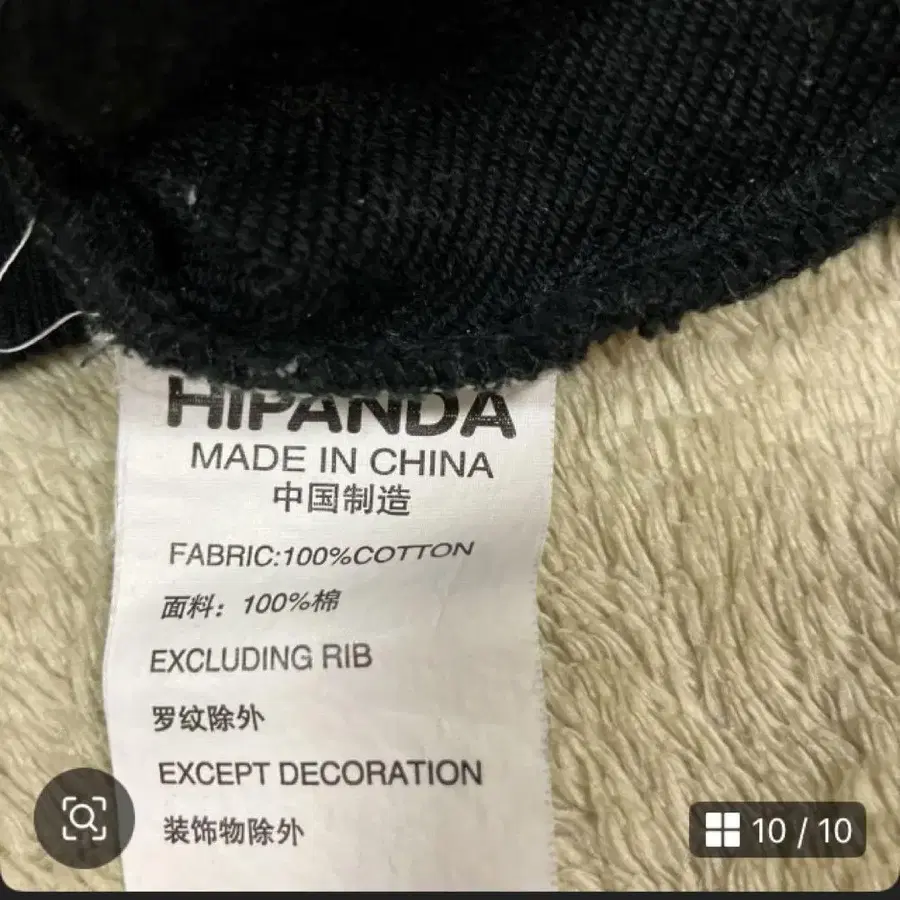 HIPANDA
MADE IN CHINA
中国制造
FABRIC:100%COTTON
面料：100%棉
EXCLUDING RIB
罗纹除外
EXCEPT DECORATION
装饰物除外
10 / 10